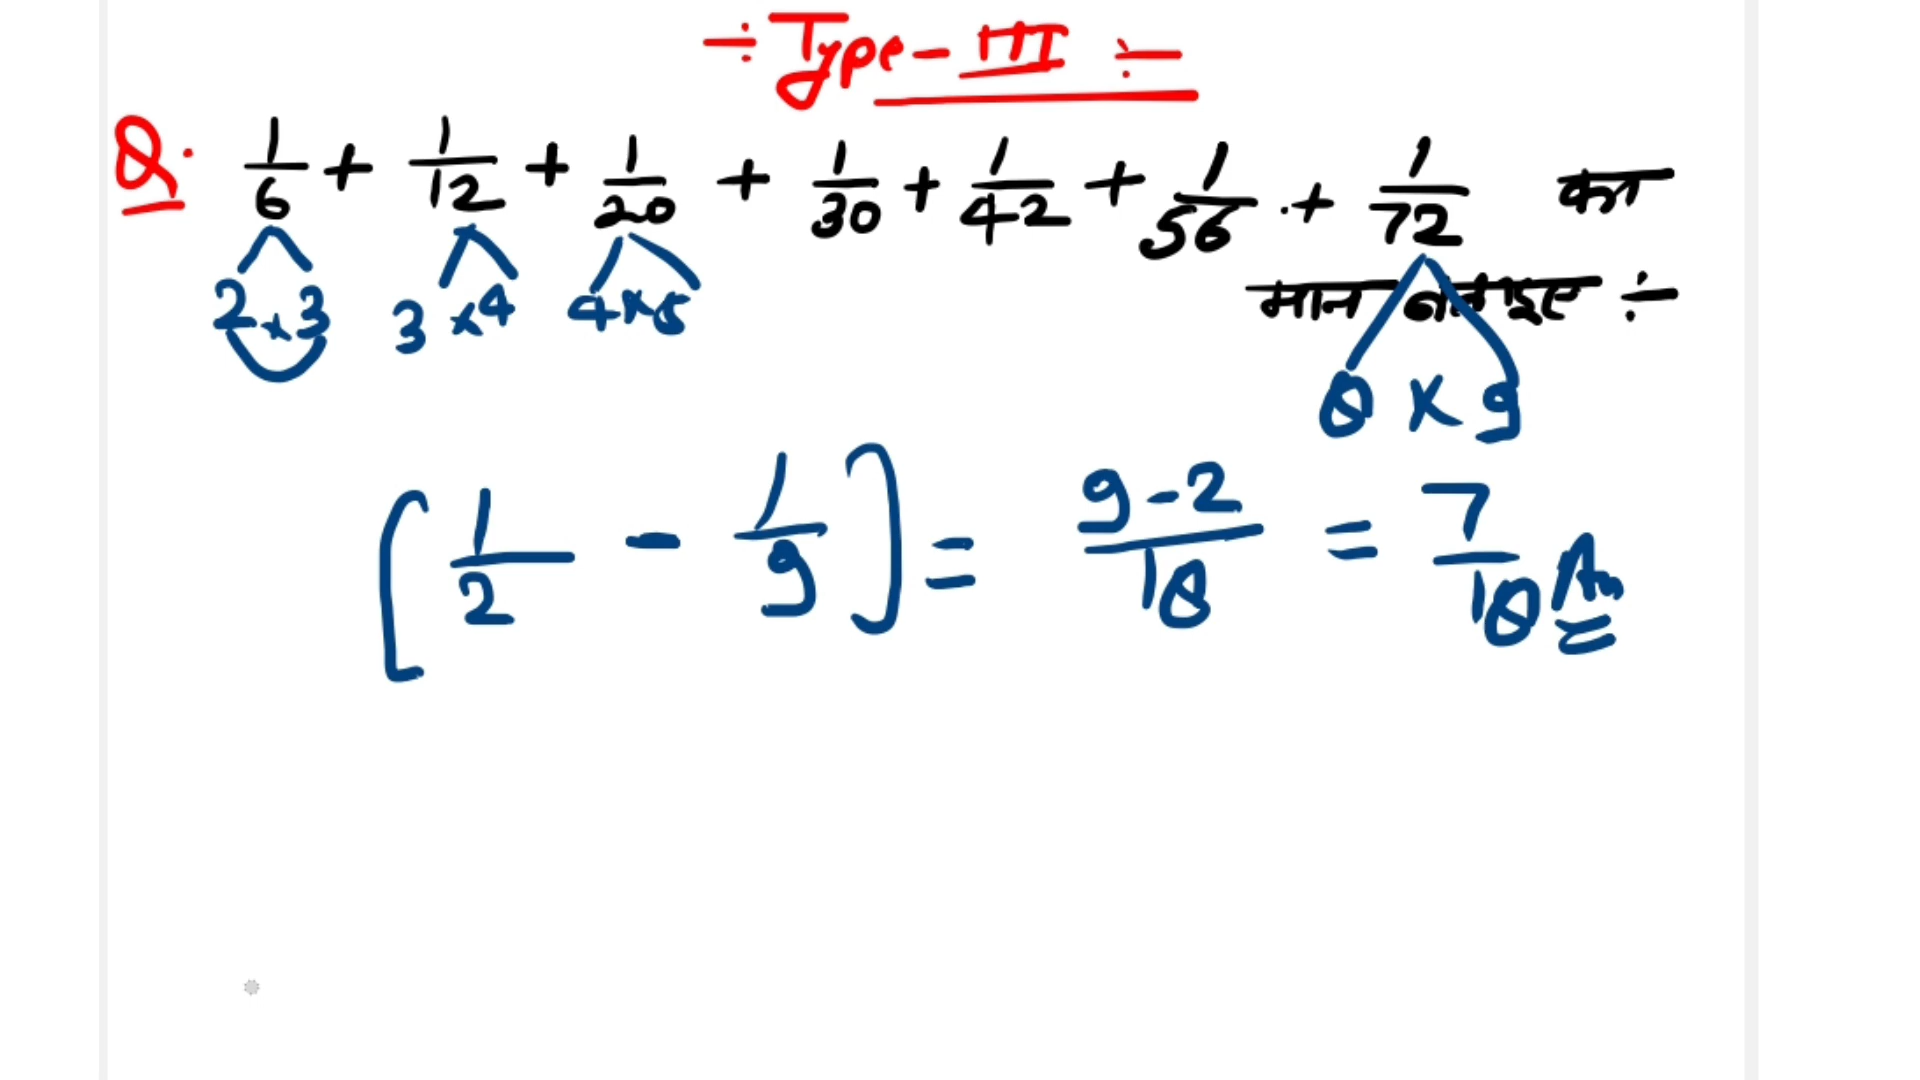 ÷ Type - III ÷
Q. 1/6 + 1/12 + 1/20 + 1/30 + 1/42 + 1/56 + 1/72 का
मान बताइए ÷
2 x 3 3 x 4 4 x 5
8 x 9
[1/2 - 1/9] = 9-2/18 = 7/18 An